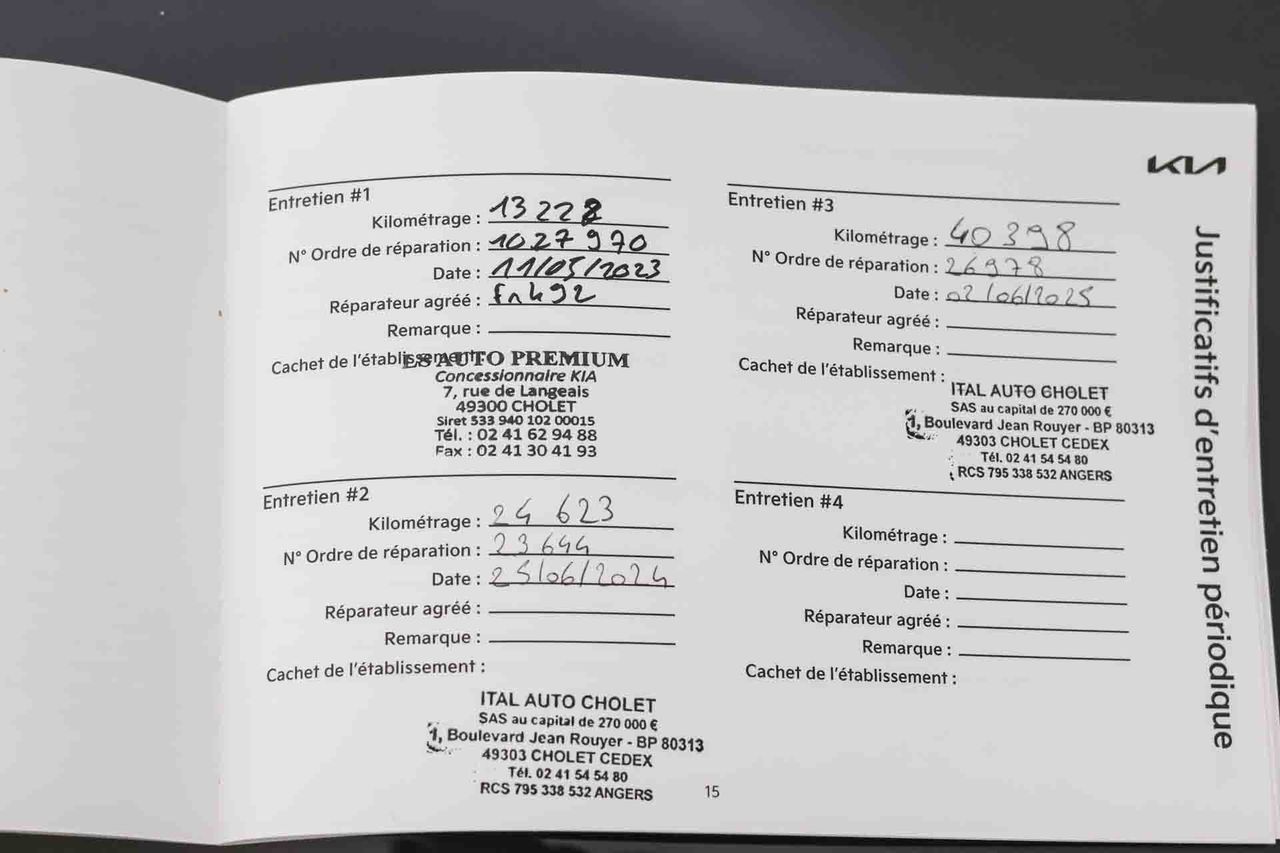 KIA
Justificatifs d'entretien périodique
Entretien #1
Kilométrage : 13 228
N° Ordre de réparation : 1027970
Date : 11/05/2023
Réparateur agréé :
Remarque :
Cachet de l'établissement :
LS AUTO PREMIUM
Concessionnaire KIA
7, rue de Langeais
49300 CHOLET
Siret 533 940 102 00015
Tél. : 02 41 62 94 88
Fax : 02 41 30 41 93
Entretien #2
Kilométrage : 24 623
N° Ordre de réparation : 23644
Date : 25/06/2024
Réparateur agréé :
Remarque :
Cachet de l'établissement :
ITAL AUTO CHOLET
SAS au capital de 270 000 €
1, Boulevard Jean Rouyer - BP 80313
49303 CHOLET CEDEX
Tél. 02 41 54 54 80
RCS 795 338 532 ANGERS
Entretien #3
Kilométrage : 40398
N° Ordre de réparation : 26978
Date : 02/06/2025
Réparateur agréé :
Remarque :
Cachet de l'établissement :
ITAL AUTO CHOLET
SAS au capital de 270 000 €
1, Boulevard Jean Rouyer - BP 80313
49303 CHOLET CEDEX
Tél. 02 41 54 54 80
RCS 795 338 532 ANGERS
Entretien #4
Kilométrage :
N° Ordre de réparation :
Date :
Réparateur agréé :
Remarque :
Cachet de l'établissement :
15